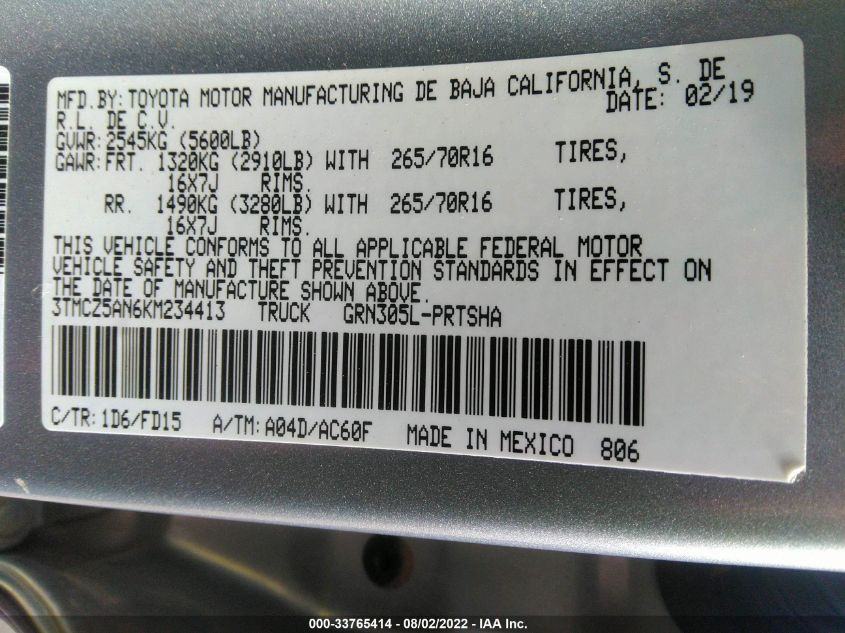 MFD.BY: TOYOTA MOTOR MANUFACTURING DE BAJA CALIFORNIA, S. DE
R.L. DE C.V. DATE: 02/19
GVWR: 2545KG (5600LB)
GAWR: FRT. 1320KG (2910LB) WITH 265/70R16 TIRES,
16X7J RIMS.
RR. 1490KG (3280LB) WITH 265/70R16 TIRES,
16X7J RIMS.
THIS VEHICLE CONFORMS TO ALL APPLICABLE FEDERAL MOTOR
VEHICLE SAFETY AND THEFT PREVENTION STANDARDS IN EFFECT ON
THE DATE OF MANUFACTURE SHOWN ABOVE.
3TMCZ5AN6KM234413 TRUCK GRN305L-PRTSHA
C/TR: 1D6/FD15 A/TM: A04D/AC60F MADE IN MEXICO 806
000-33765414 - 08/02/2022 - IAA Inc.